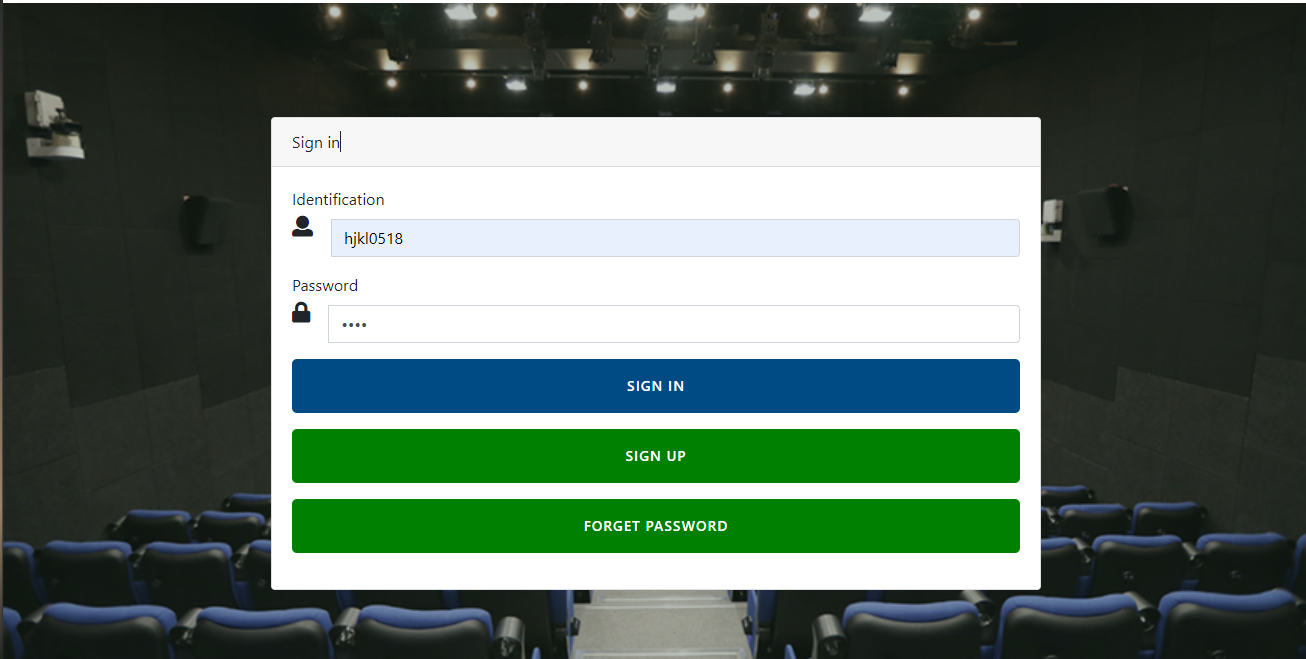 Sign in
Identification
hjkl0518
Password
••••
SIGN IN
SIGN UP
FORGET PASSWORD